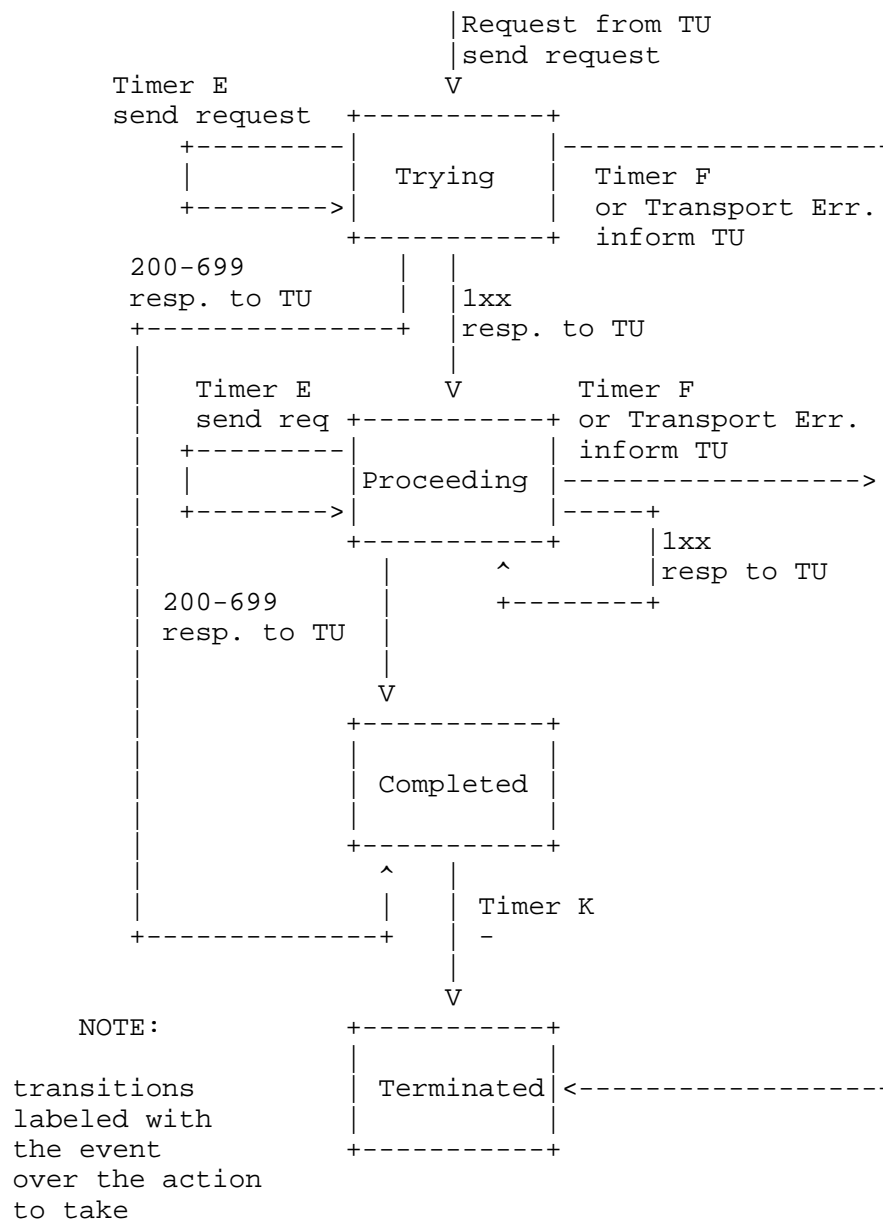 Request from TU
send request
Timer E
send request
Trying
Timer F
or Transport Err.
inform TU
200-699
resp. to TU
1xx
resp. to TU
Timer E
send req
Timer F
or Transport Err.
inform TU
Proceeding
1xx
resp to TU
200-699
resp. to TU
Completed
Timer K
-
Terminated
NOTE:
transitions
labeled with
the event
over the action
to take